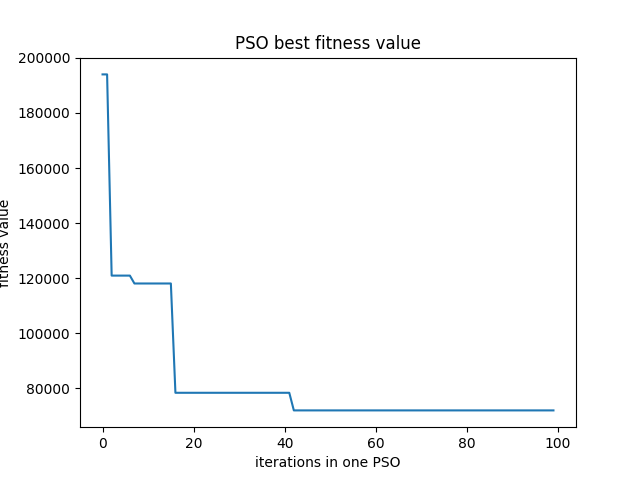 PSO best fitness value
200000
180000
160000
140000
120000
100000
80000
fitness value
0 20 40 60 80 100
iterations in one PSO